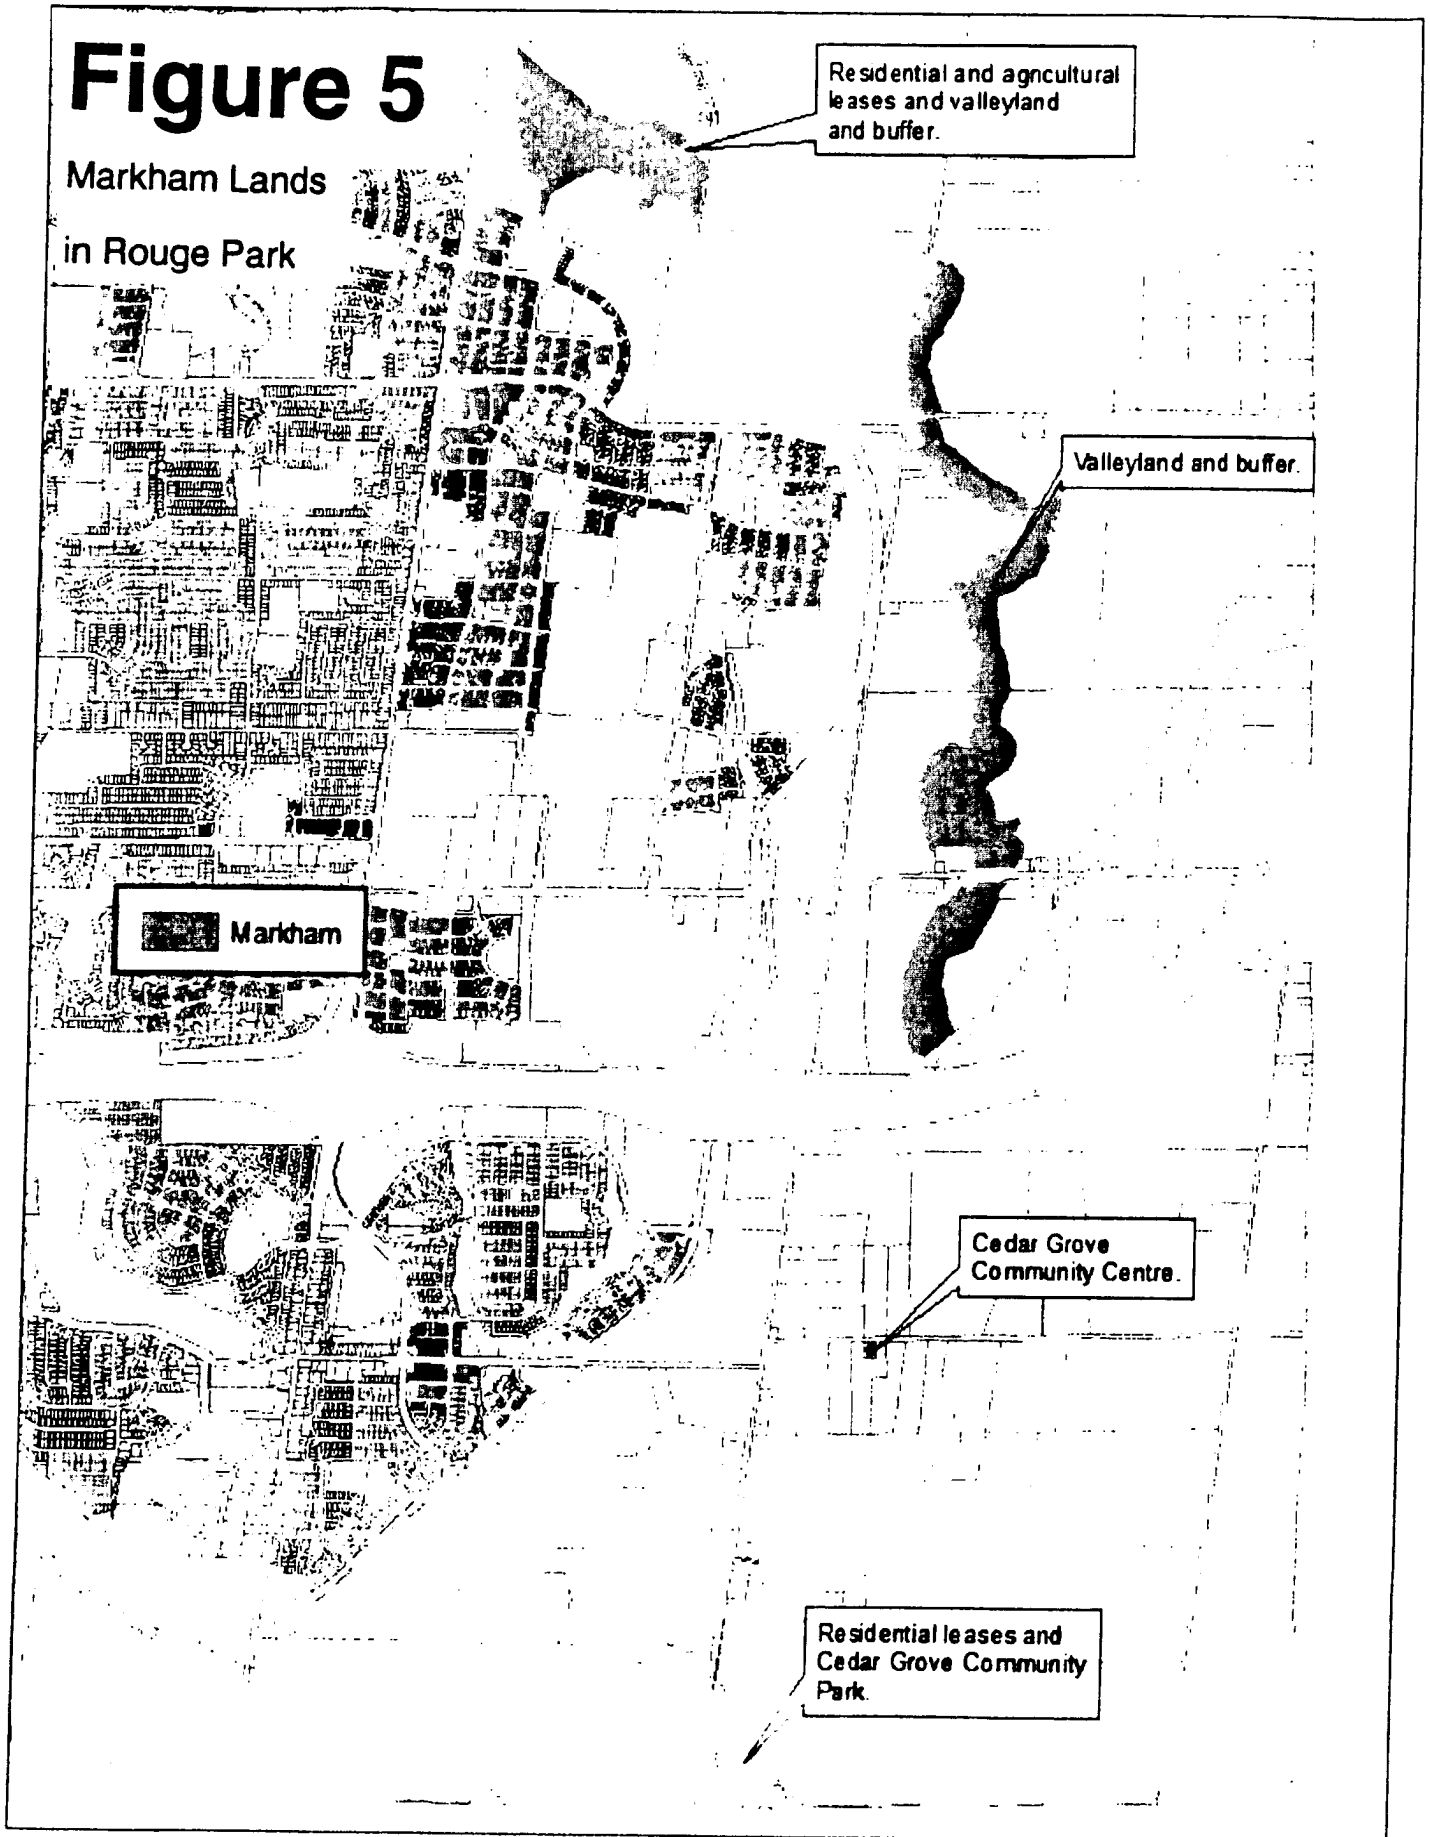 Figure 5
Markham Lands
in Rouge Park
Residential and agricultural
leases and valleyland
and buffer.
Valleyland and buffer.
Markham
Cedar Grove
Community Centre.
Residential leases and
Cedar Grove Community
Park.